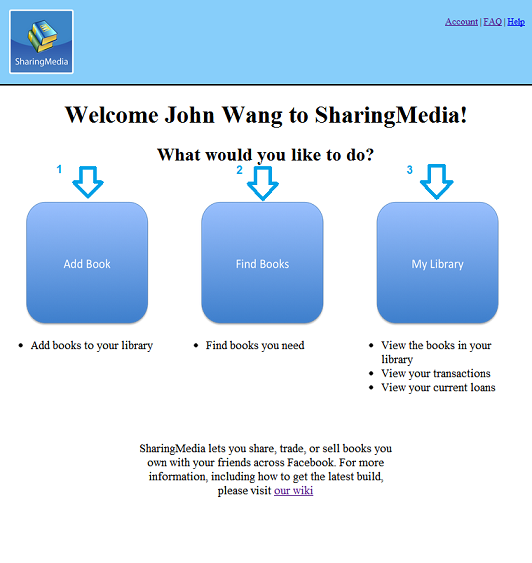 Account | FAQ | Help
SharingMedia
Welcome John Wang to SharingMedia!
What would you like to do?
1
2
3
Add Book
Find Books
My Library
• Add books to your library
• Find books you need
• View the books in your
library
• View your transactions
• View your current loans
SharingMedia lets you share, trade, or sell books you
own with your friends across Facebook. For more
information, including how to get the latest build,
please visit our wiki